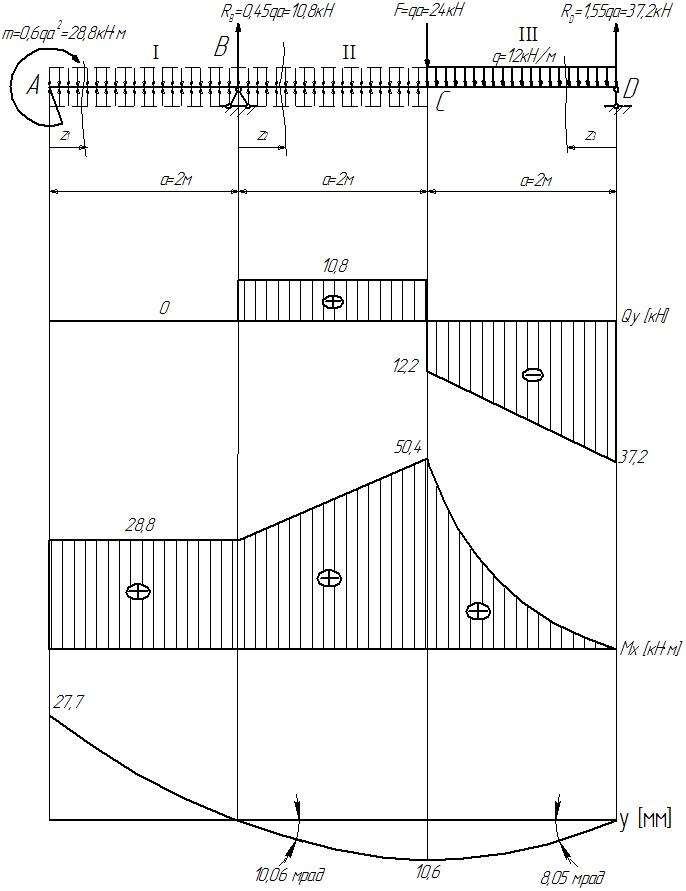 R_B=0,45qa=10,8кН F=qa=24кН R_D=1,55qa=37,2кН
m=0,6qa²=28,8кН·м I B II III
q=12кН/м
A C D
z₁ z₂ z₃
a=2м a=2м a=2м
10,8
0 Qy [кН]
12,2
50,4
37,2
28,8
Mx [кН·м]
27,7
y [мм]
10,06 мрад 10,6 8,05 мрад